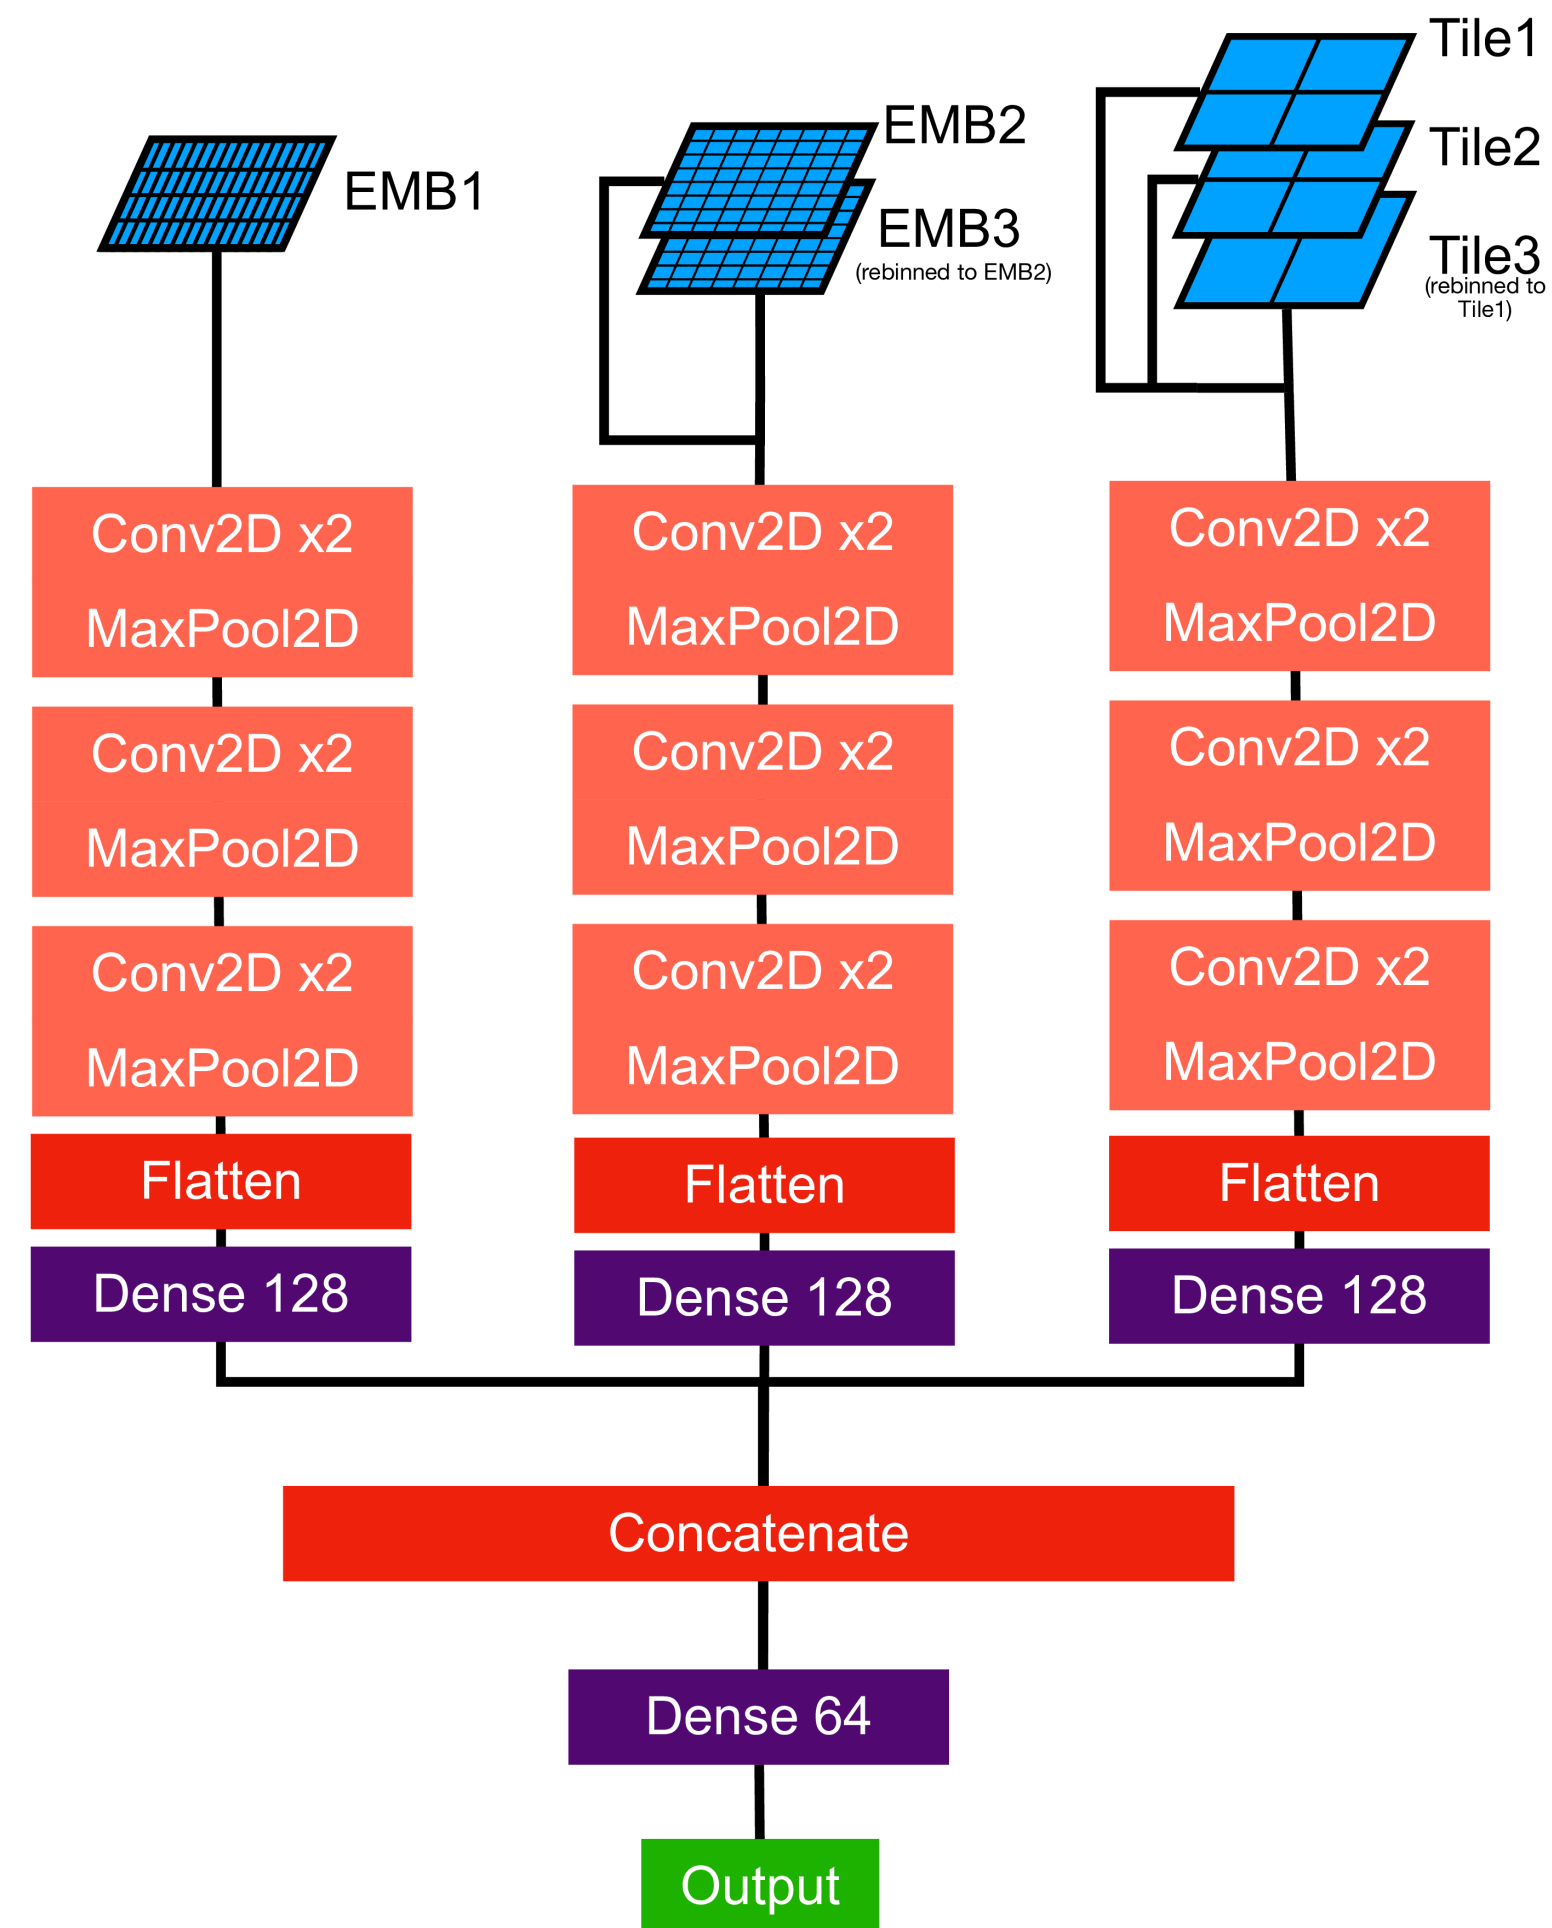 EMB1
EMB2
EMB3
(rebinned to EMB2)
Tile1
Tile2
Tile3
(rebinned to
Tile1)
Conv2D x2
MaxPool2D
Conv2D x2
MaxPool2D
Conv2D x2
MaxPool2D
Flatten
Dense 128
Conv2D x2
MaxPool2D
Conv2D x2
MaxPool2D
Conv2D x2
MaxPool2D
Flatten
Dense 128
Conv2D x2
MaxPool2D
Conv2D x2
MaxPool2D
Conv2D x2
MaxPool2D
Flatten
Dense 128
Concatenate
Dense 64
Output